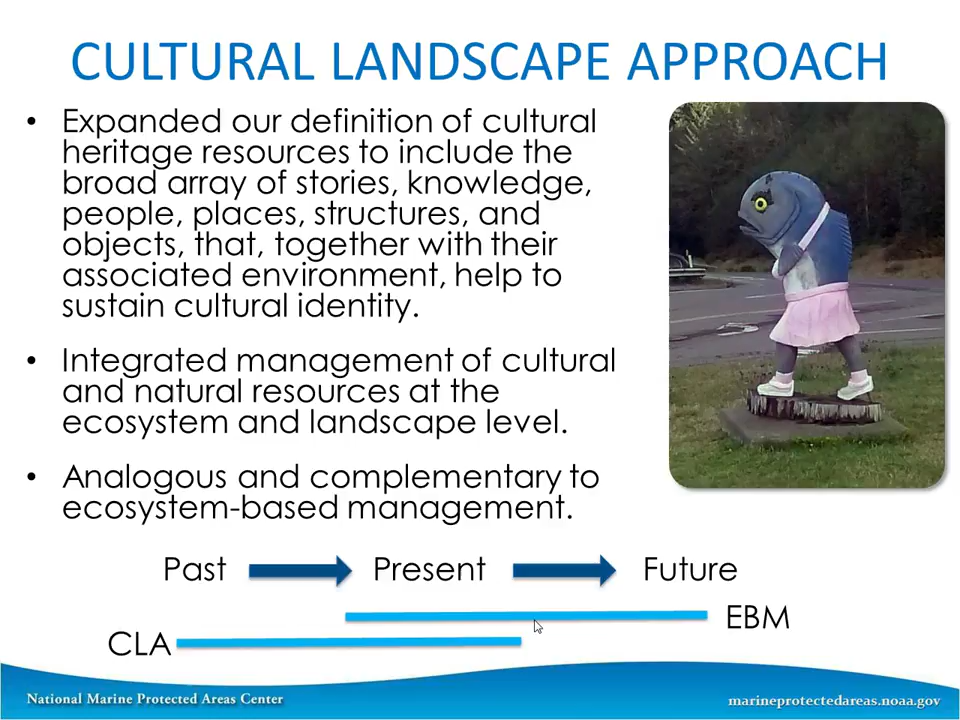 CULTURAL LANDSCAPE APPROACH
• Expanded our definition of cultural
heritage resources to include the
broad array of stories, knowledge,
people, places, structures, and
objects, that, together with their
associated environment, help to
sustain cultural identity.
• Integrated management of cultural
and natural resources at the
ecosystem and landscape level.
• Analogous and complementary to
ecosystem-based management.
Past Present Future
EBM
CLA
National Marine Protected Areas Center marineprotectedareas.noaa.gov